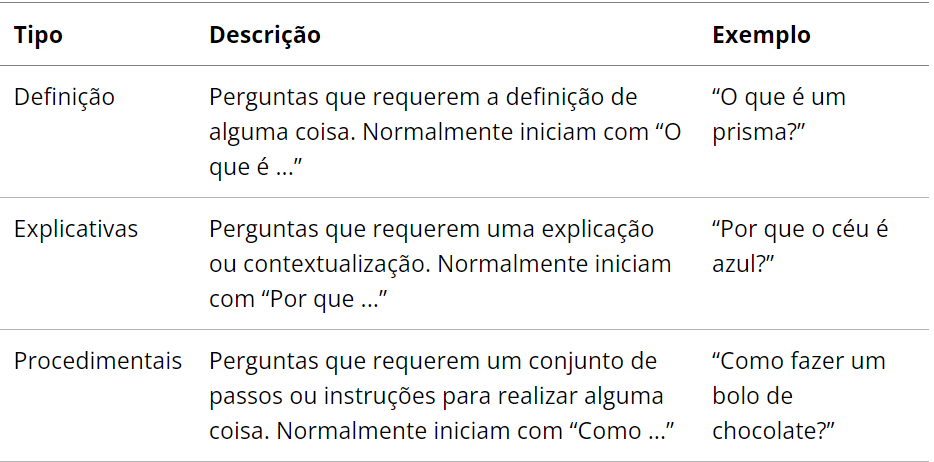 Tipo Descrição Exemplo
Definição Perguntas que requerem a definição de “O que é um
alguma coisa. Normalmente iniciam com “O prisma?”
que é ...”
Explicativas Perguntas que requerem uma explicação “Por que o céu é
ou contextualização. Normalmente iniciam azul?”
com “Por que ...”
Procedimentais Perguntas que requerem um conjunto de “Como fazer um
passos ou instruções para realizar alguma bolo de
coisa. Normalmente iniciam com “Como ...” chocolate?”